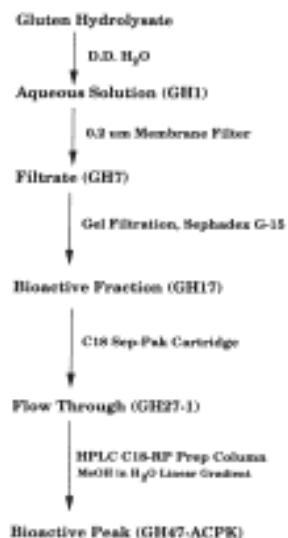 Gluten Hydrolysate
D.D. H2O
Aqueous Solution (GH1)
0.2 um Membrane Filter
Filtrate (GH7)
Gel Filtration, Sephadex G-15
Bioactive Fraction (GH17)
C18 Sep-Pak Cartridge
Flow Through (GH27-1)
HPLC C18-RP Prep Column
MeOH in H2O Linear Gradient
Bioactive Peak (GH47-ACPK)